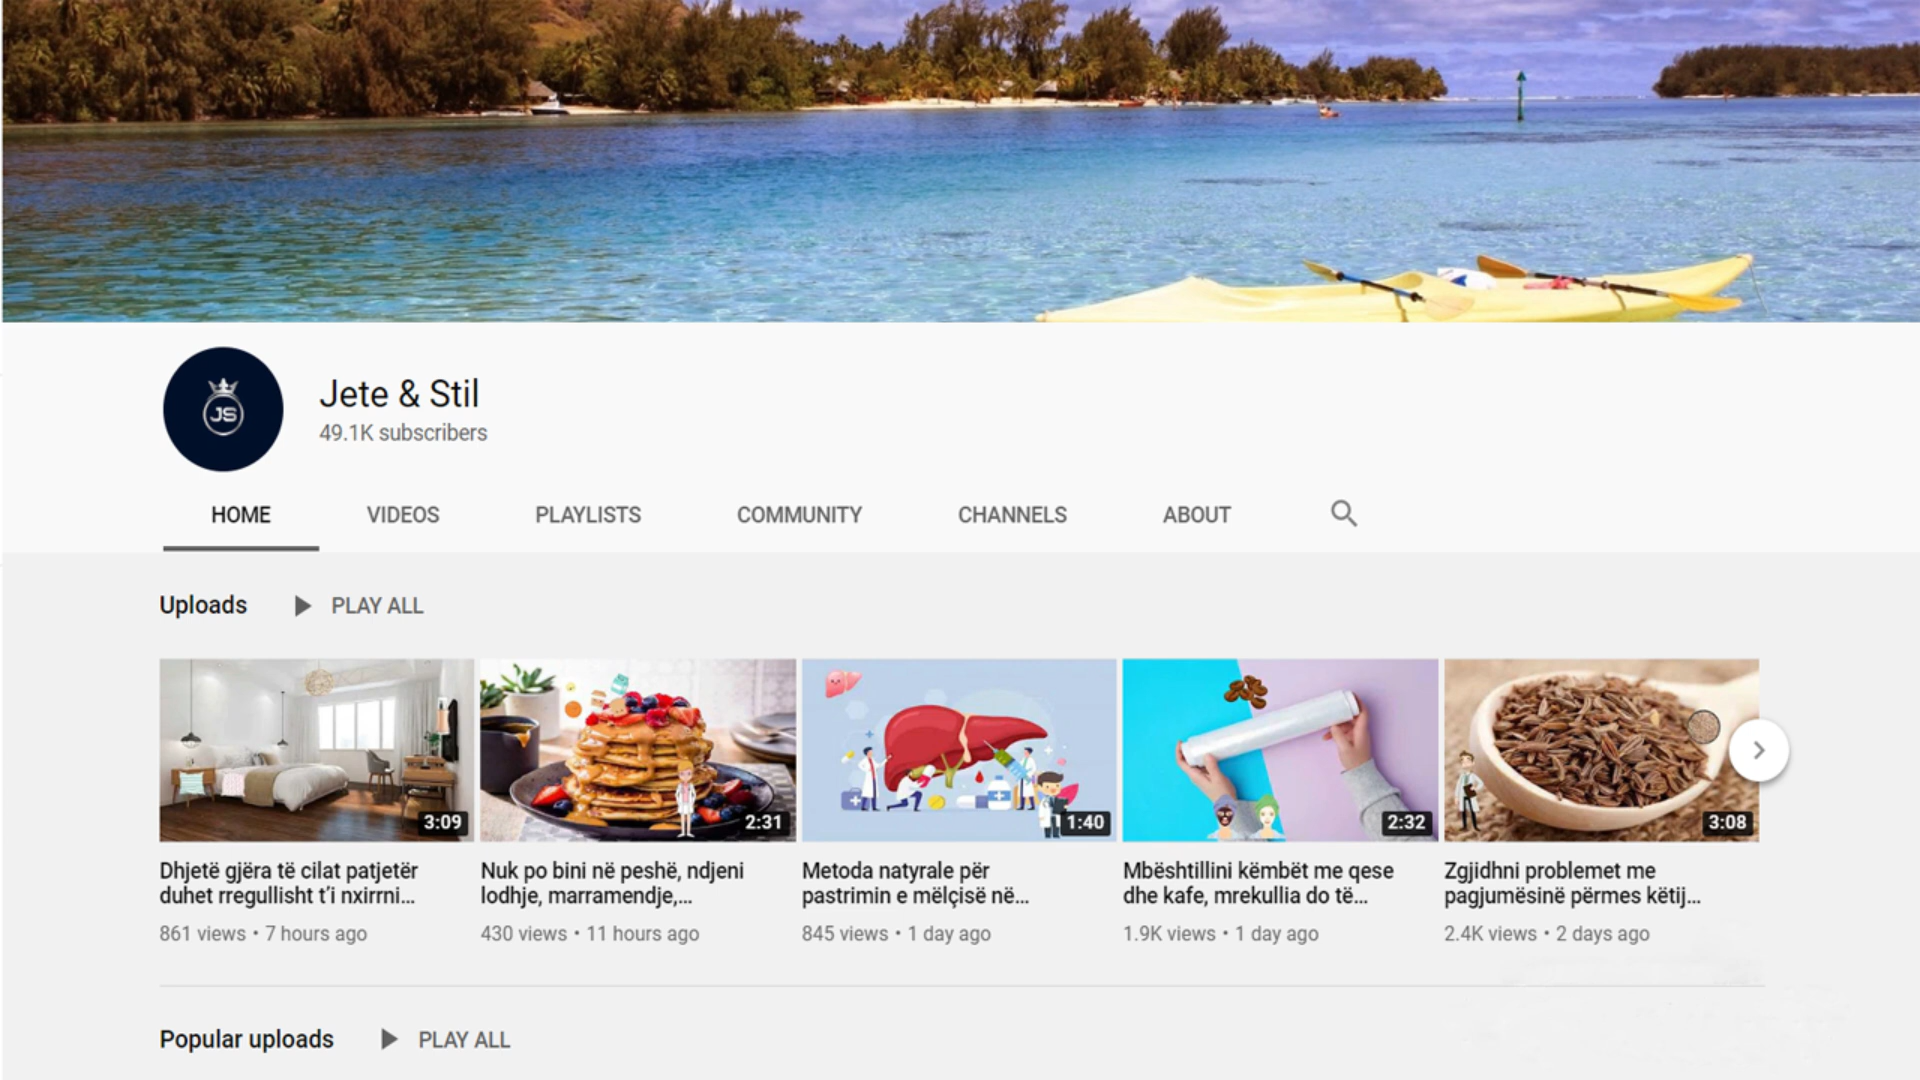 JS
Jete & Stil
49.1K subscribers
HOME VIDEOS PLAYLISTS COMMUNITY CHANNELS ABOUT
Uploads PLAY ALL
3:09 2:31 1:40 2:32 3:08
Dhjetë gjëra të cilat patjetër
duhet rregullisht t'i nxirrni...
861 views • 7 hours ago
Nuk po bini në peshë, ndjeni
lodhje, marramendje,...
430 views • 11 hours ago
Metoda natyrale për
pastrimin e mëlçisë në...
845 views • 1 day ago
Mbështillini këmbët me qese
dhe kafe, mrekullia do të...
1.9K views • 1 day ago
Zgjidhni problemet me
pagjumësinë përmes këtij...
2.4K views • 2 days ago
Popular uploads PLAY ALL